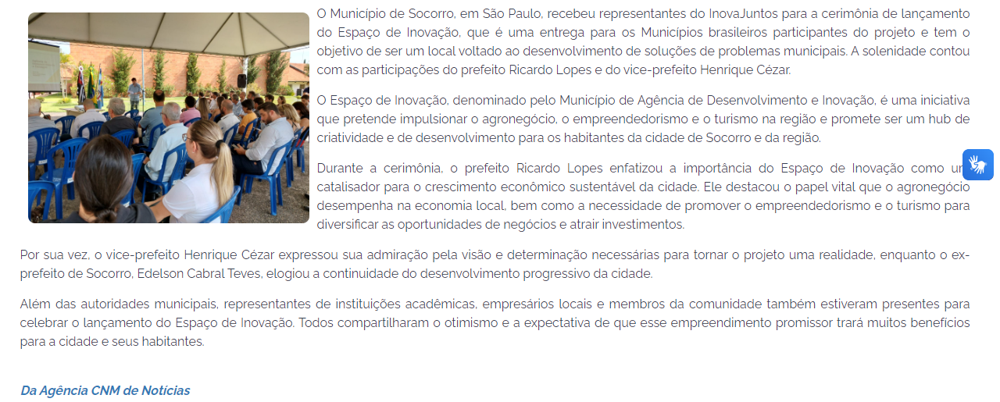 O Município de Socorro, em São Paulo, recebeu representantes do InovaJuntos para a cerimônia de lançamento
do Espaço de Inovação, que é uma entrega para os Municípios brasileiros participantes do projeto e tem o
objetivo de ser um local voltado ao desenvolvimento de soluções de problemas municipais. A solenidade contou
com as participações do prefeito Ricardo Lopes e do vice-prefeito Henrique Cézar.
O Espaço de Inovação, denominado pelo Município de Agência de Desenvolvimento e Inovação, é uma iniciativa
que pretende impulsionar o agronegócio, o empreendedorismo e o turismo na região e promete ser um hub de
criatividade e de desenvolvimento para os habitantes da cidade de Socorro e da região.
Durante a cerimônia, o prefeito Ricardo Lopes enfatizou a importância do Espaço de Inovação como um
catalisador para o crescimento econômico sustentável da cidade. Ele destacou o papel vital que o agronegócio
desempenha na economia local, bem como a necessidade de promover o empreendedorismo e o turismo para
diversificar as oportunidades de negócios e atrair investimentos.
Por sua vez, o vice-prefeito Henrique Cézar expressou sua admiração pela visão e determinação necessárias para tornar o projeto uma realidade, enquanto o ex-
prefeito de Socorro, Edelson Cabral Teves, elogiou a continuidade do desenvolvimento progressivo da cidade.
Além das autoridades municipais, representantes de instituições acadêmicas, empresários locais e membros da comunidade também estiveram presentes para
celebrar o lançamento do Espaço de Inovação. Todos compartilharam o otimismo e a expectativa de que esse empreendimento promissor trará muitos benefícios
para a cidade e seus habitantes.
Da Agência CNM de Notícias